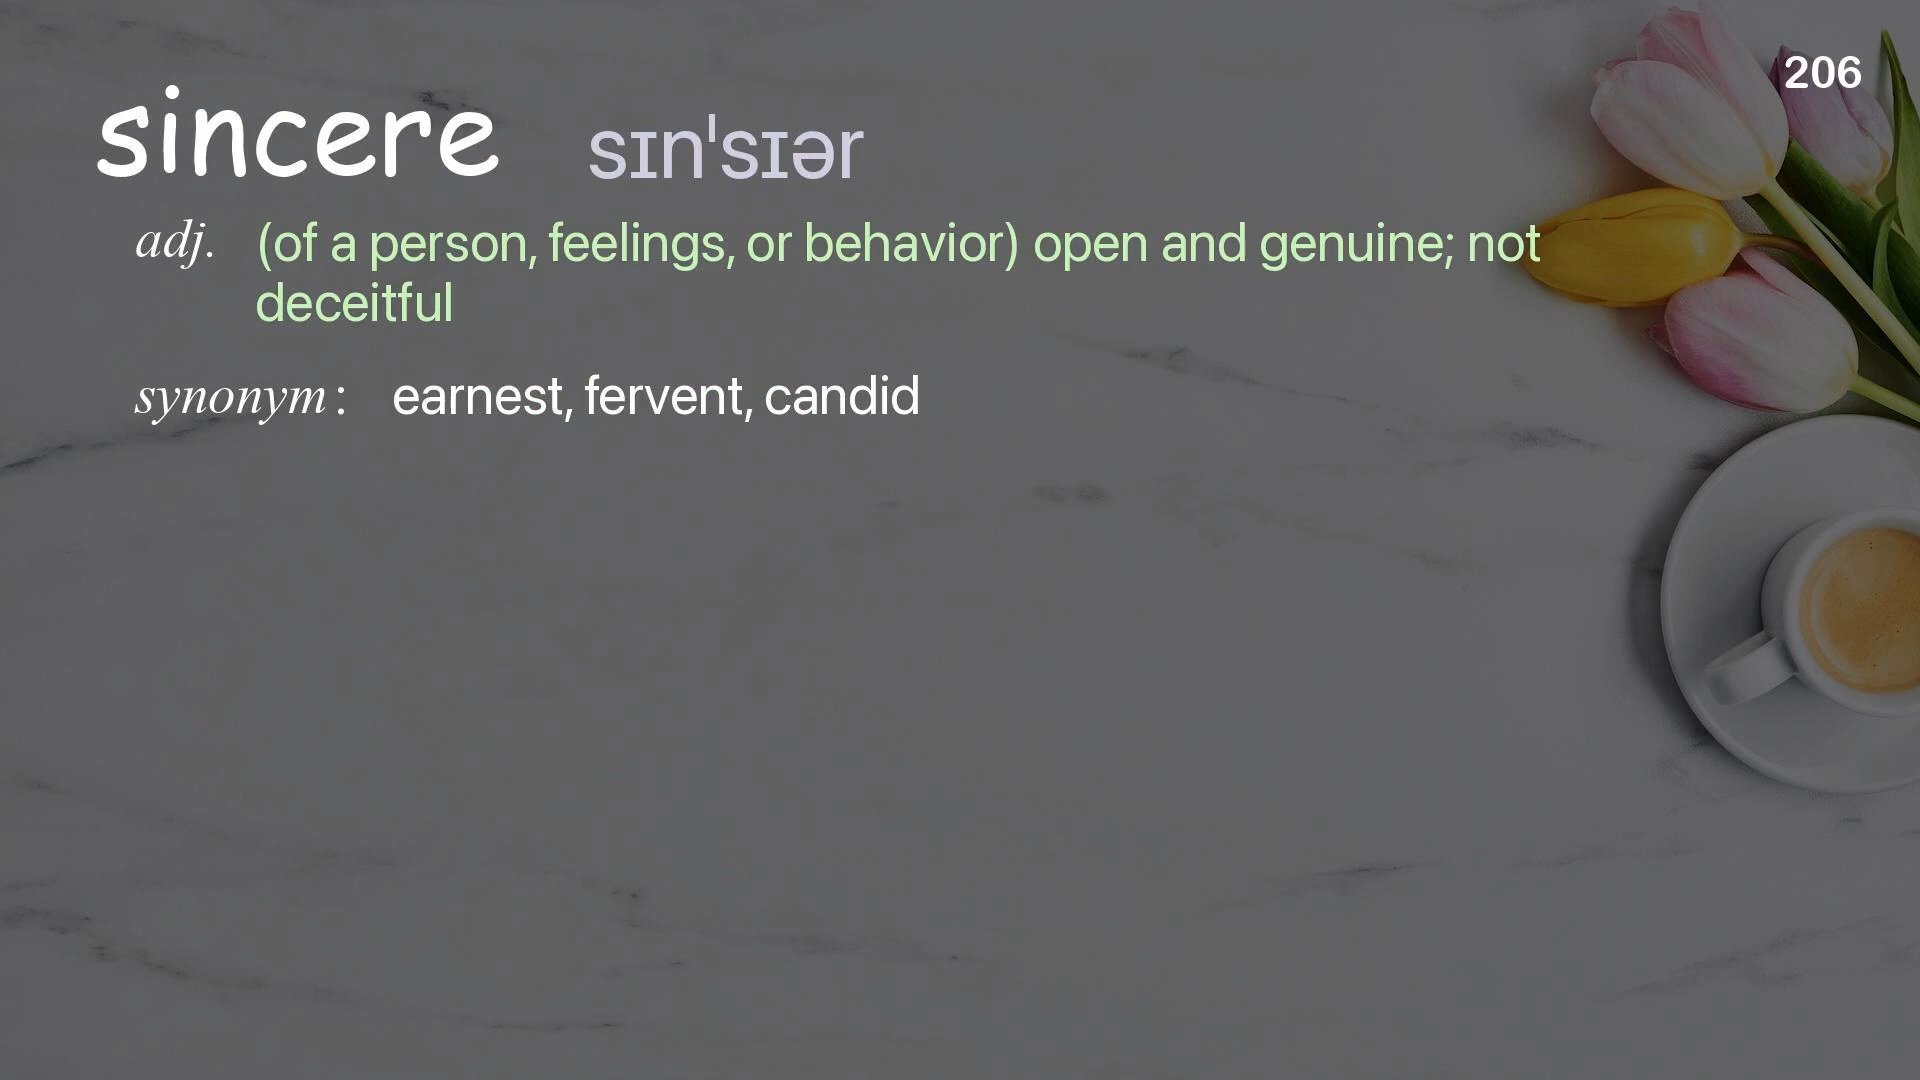 206
sincere sɪnˈsɪər
adj. (of a person, feelings, or behavior) open and genuine; not
deceitful
synonym : earnest, fervent, candid